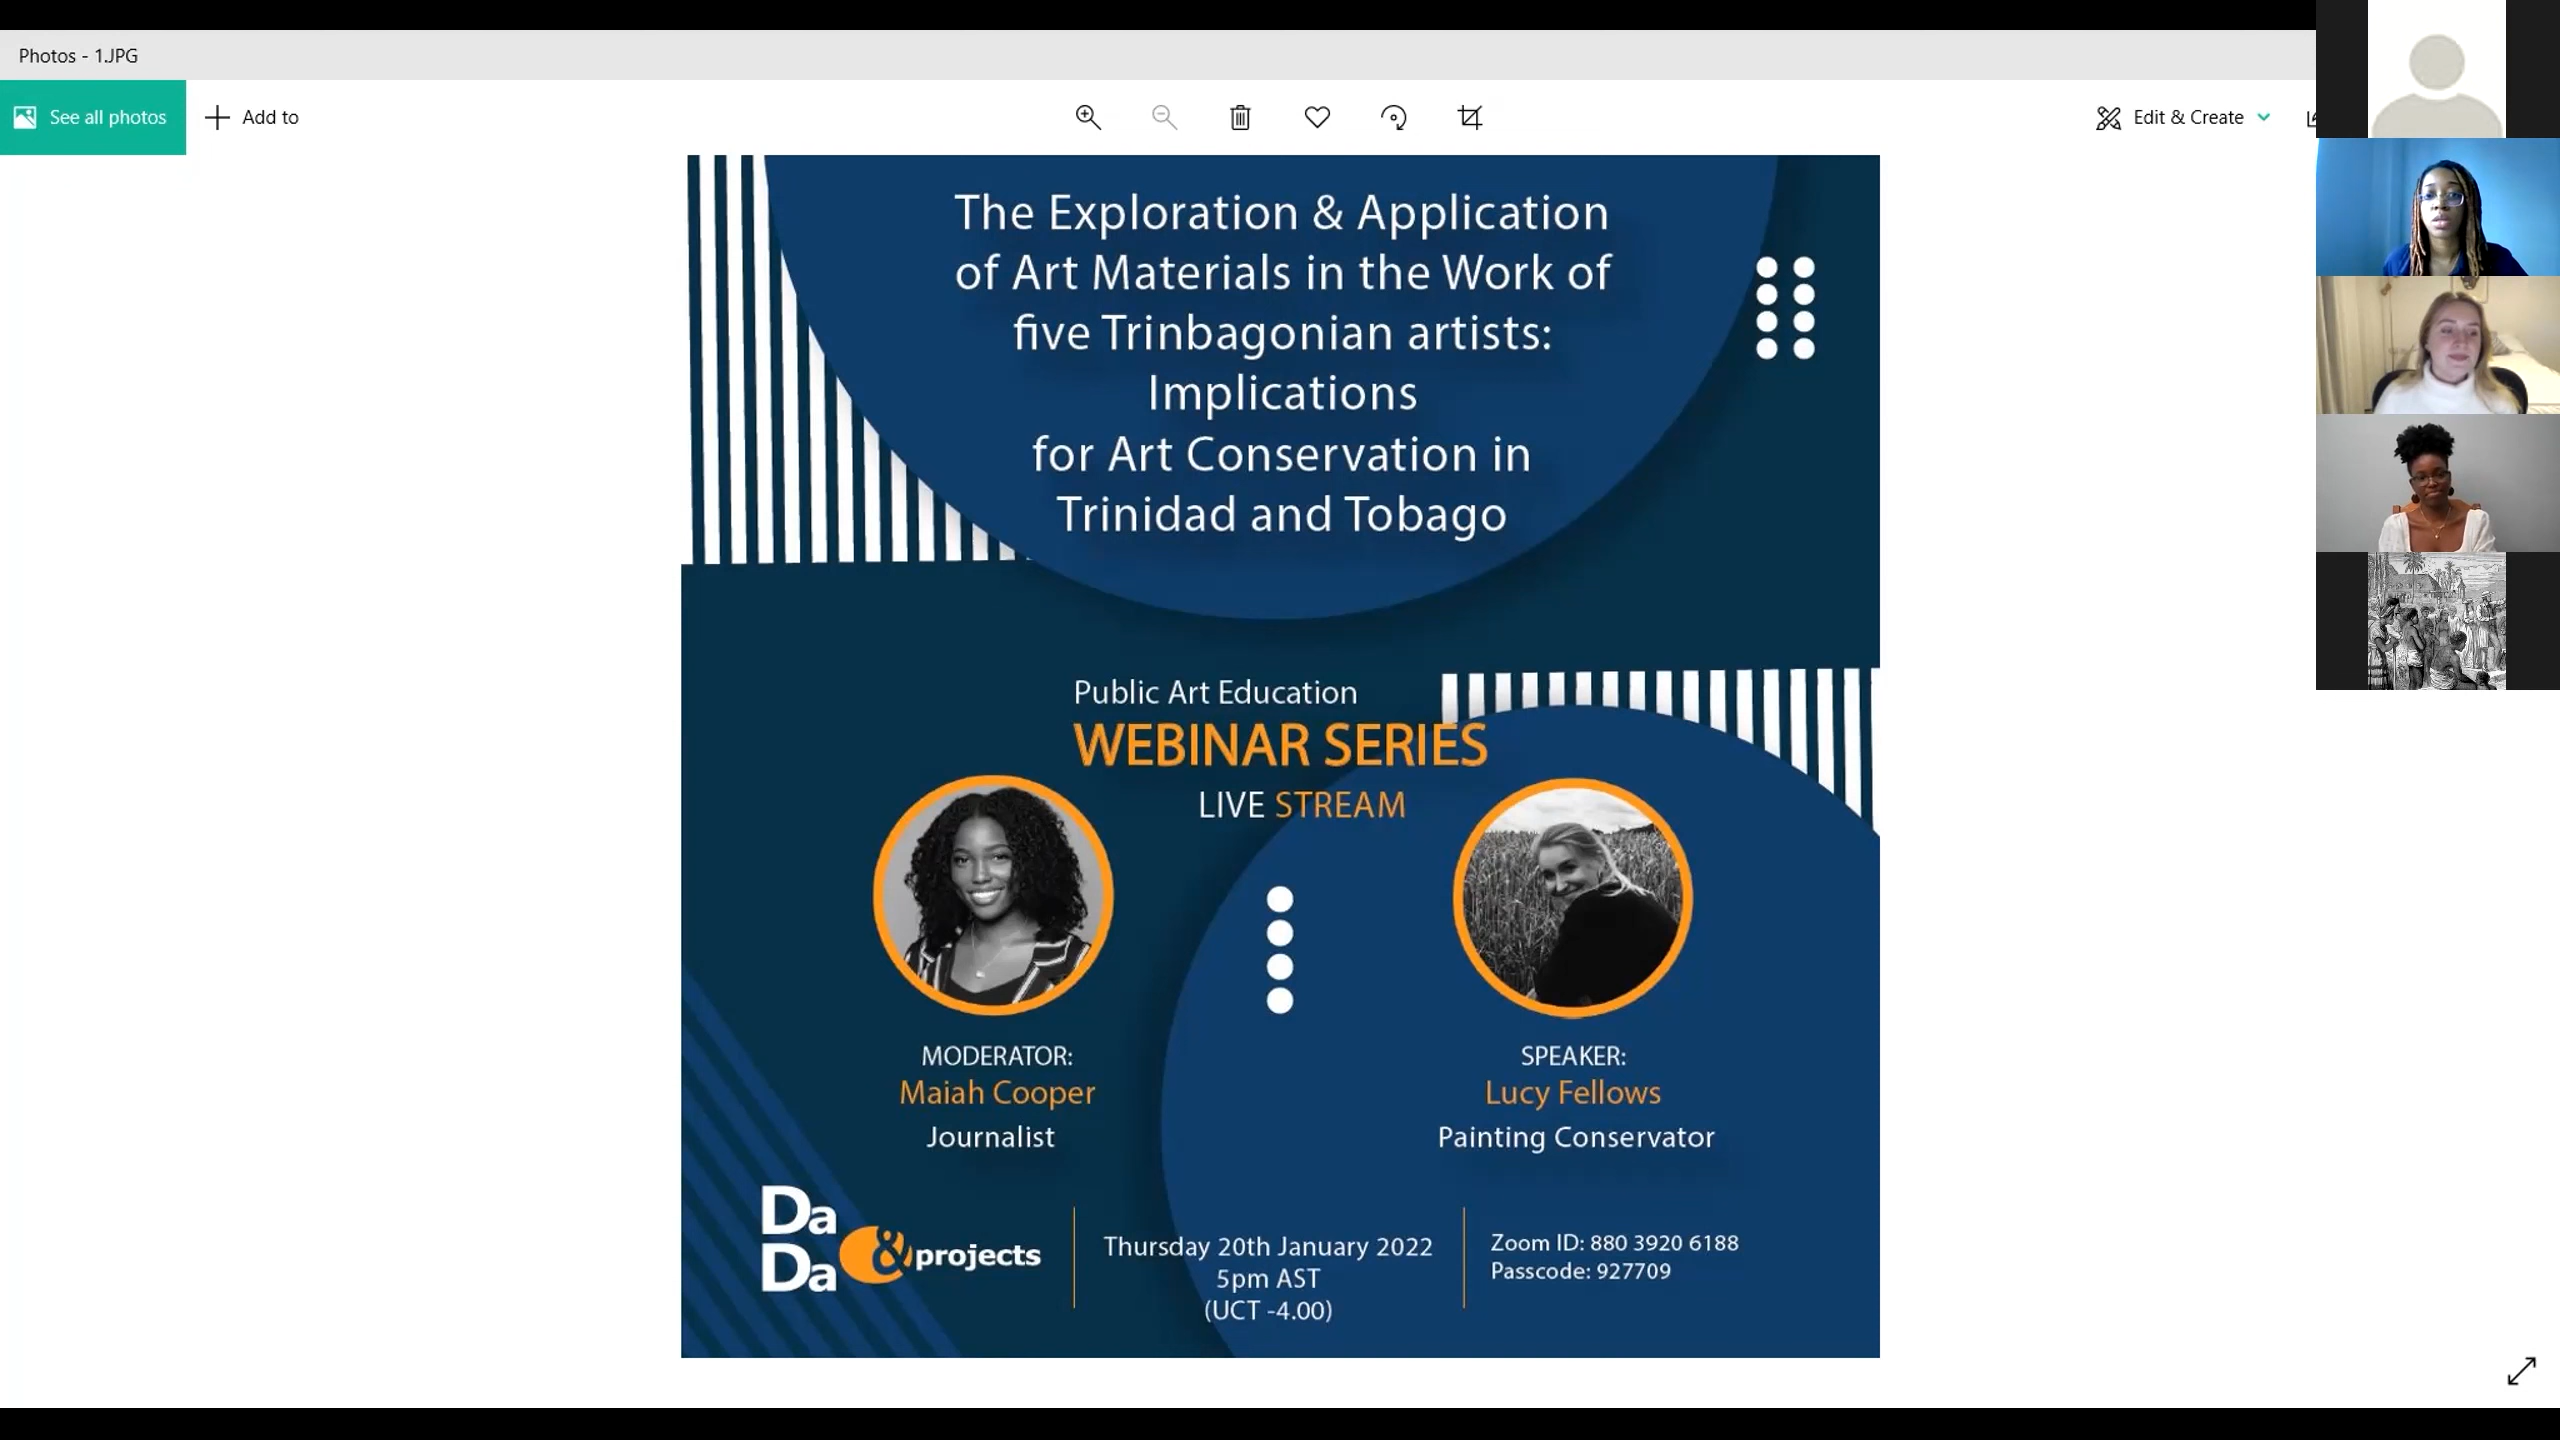 Photos - 1.JPG
See all photos
Add to
Edit & Create
The Exploration & Application
of Art Materials in the Work of
five Trinbagonian artists:
Implications
for Art Conservation in
Trinidad and Tobago
Public Art Education
WEBINAR SERIES
LIVE STREAM
MODERATOR:
Maiah Cooper
Journalist
SPEAKER:
Lucy Fellows
Painting Conservator
Da
Da & projects
Thursday 20th January 2022
5pm AST
(UCT -4.00)
Zoom ID: 880 3920 6188
Passcode: 927709